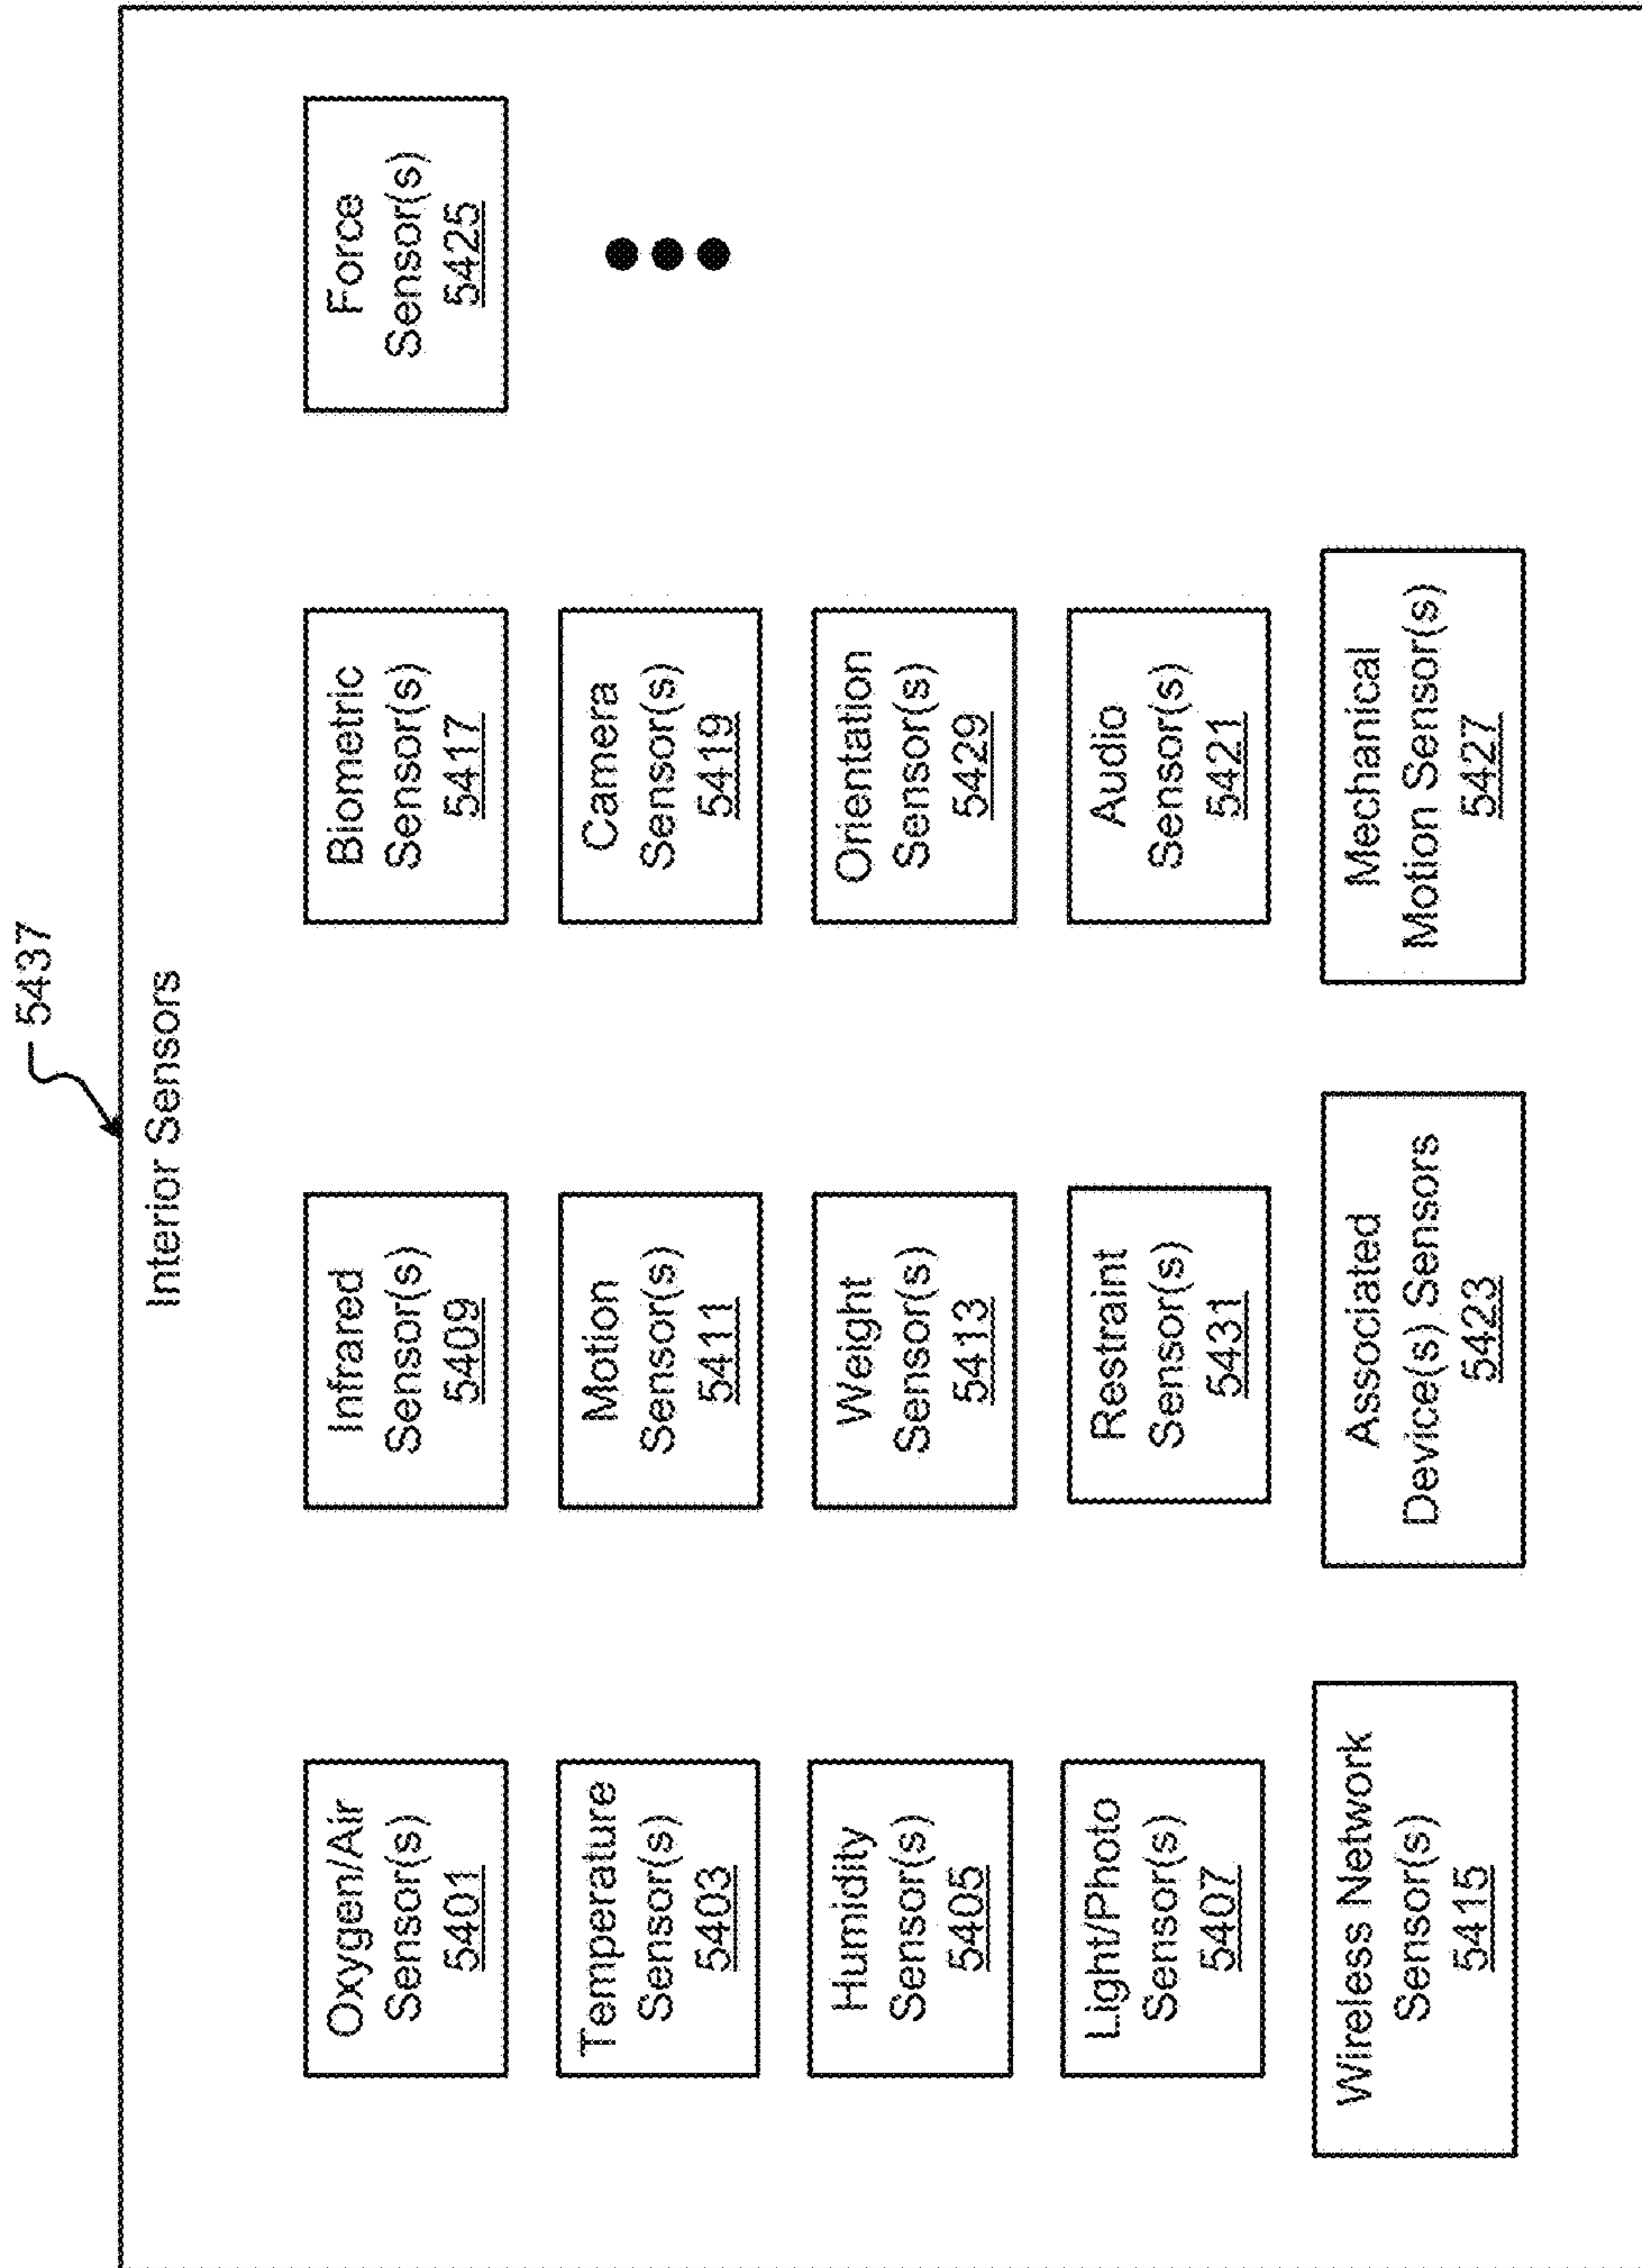 5437
Interior Sensors
Oxygen/Air
Sensor(s)
5401
Temperature
Sensor(s)
5403
Humidity
Sensor(s)
5405
Light/Photo
Sensor(s)
5407
Wireless Network
Sensor(s)
5415
Infrared
Sensor(s)
5409
Motion
Sensor(s)
5411
Weight
Sensor(s)
5413
Restraint
Sensor(s)
5431
Associated
Device(s) Sensors
5423
Biometric
Sensor(s)
5417
Camera
Sensor(s)
5419
Orientation
Sensor(s)
5429
Audio
Sensor(s)
5421
Mechanical
Motion Sensor(s)
5427
Force
Sensor(s)
5425